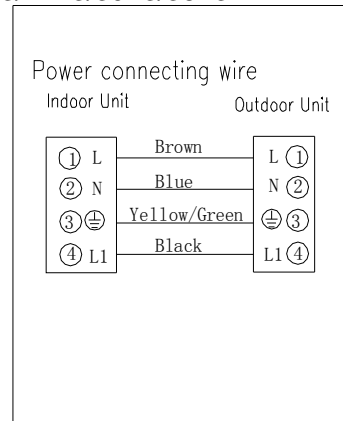 Power connecting wire
Indoor Unit Outdoor Unit
1 L Brown L 1
2 N Blue N 2
3 ⏚ Yellow/Green ⏚ 3
4 L1 Black L1 4